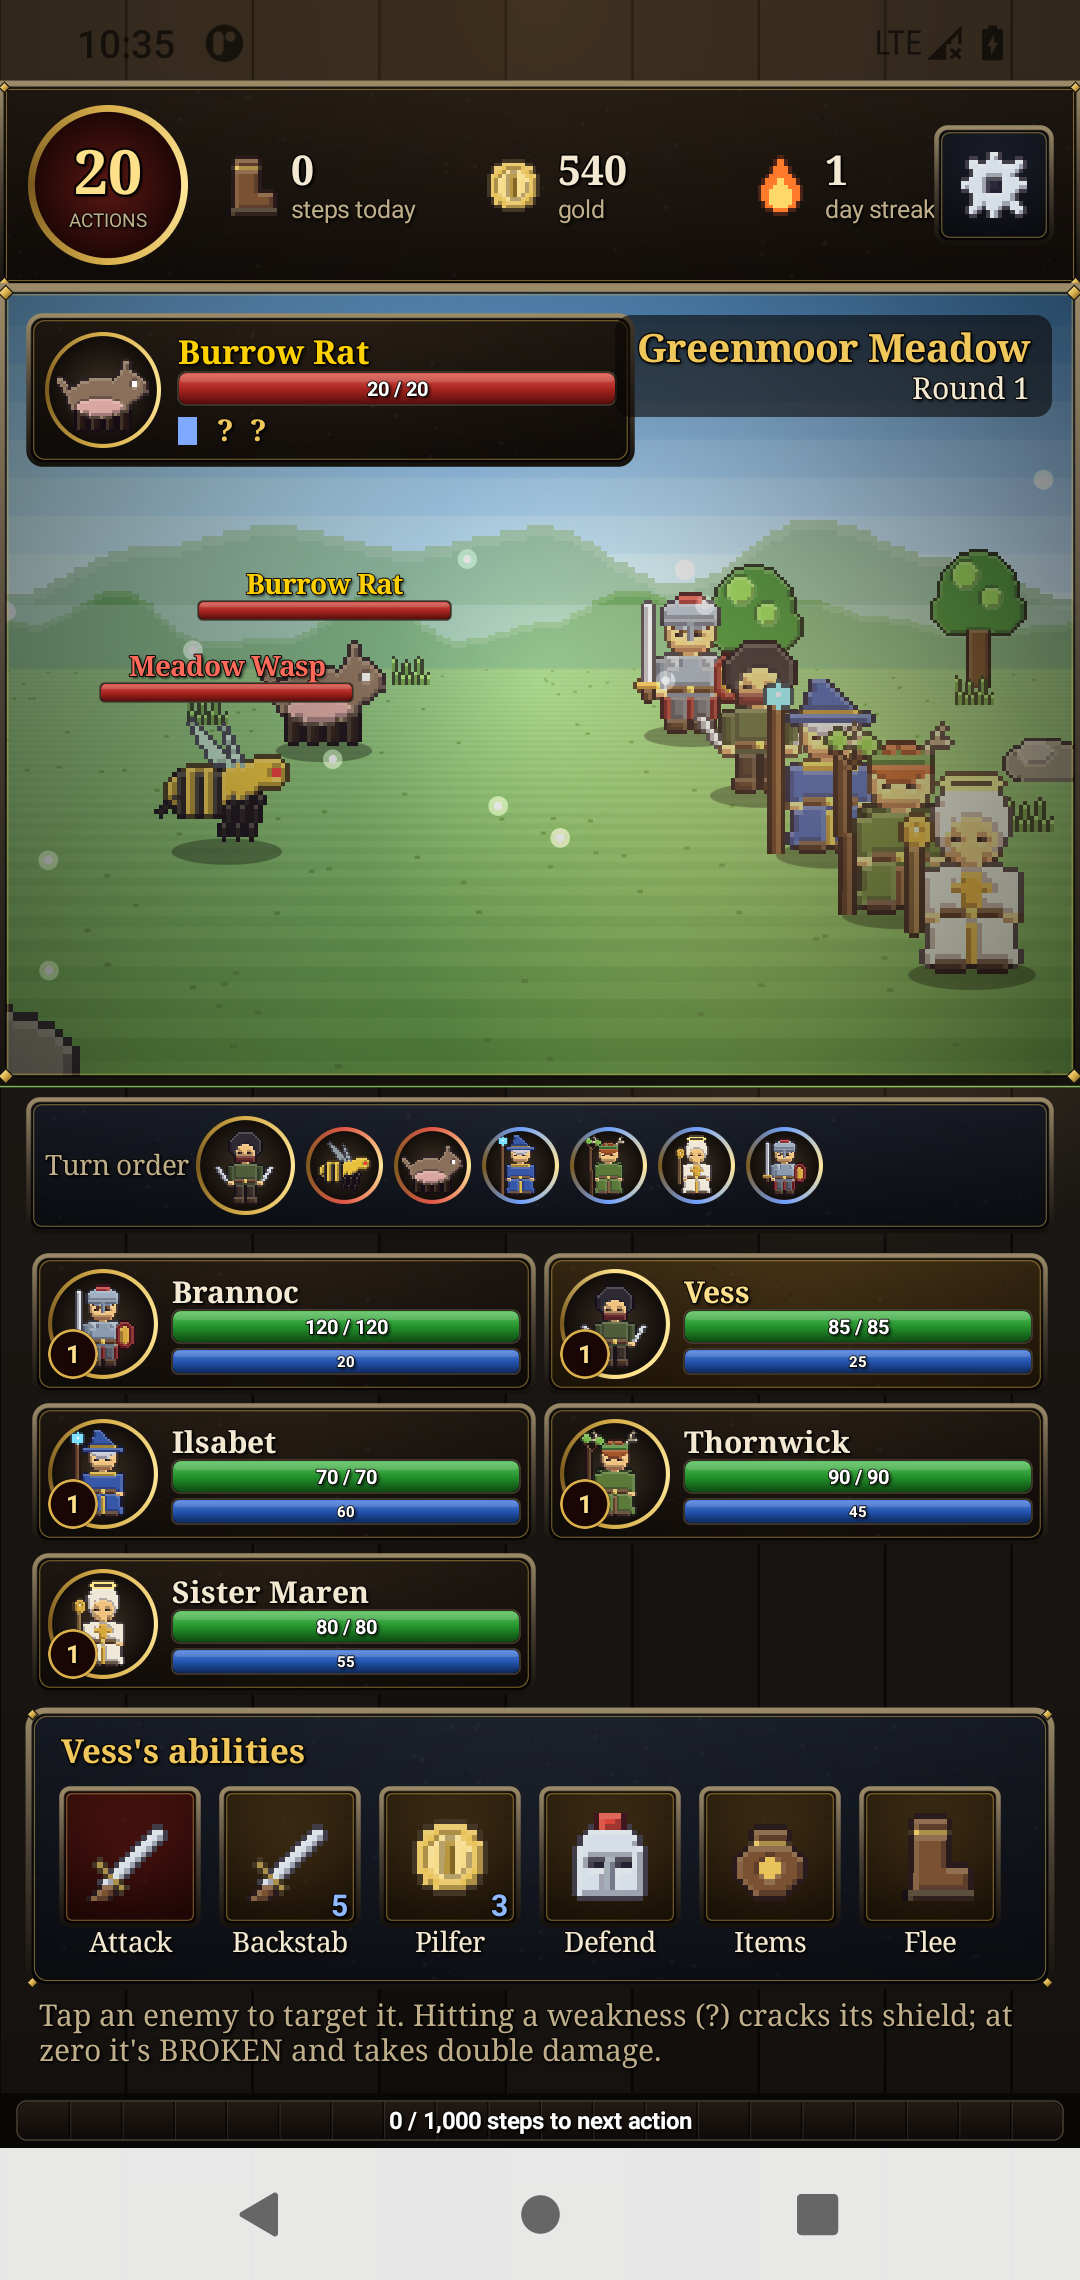 10:35
LTE
20
ACTIONS
0
steps today
540
gold
1
day streak
Burrow Rat
20 / 20
? ?
Greenmoor Meadow
Round 1
Burrow Rat
Meadow Wasp
Turn order
Brannoc
120 / 120
20
1
Vess
85 / 85
25
1
Ilsabet
70 / 70
60
1
Thornwick
90 / 90
45
1
Sister Maren
80 / 80
55
1
Vess's abilities
5
3
Attack
Backstab
Pilfer
Defend
Items
Flee
Tap an enemy to target it. Hitting a weakness (?) cracks its shield; at
zero it's BROKEN and takes double damage.
0 / 1,000 steps to next action